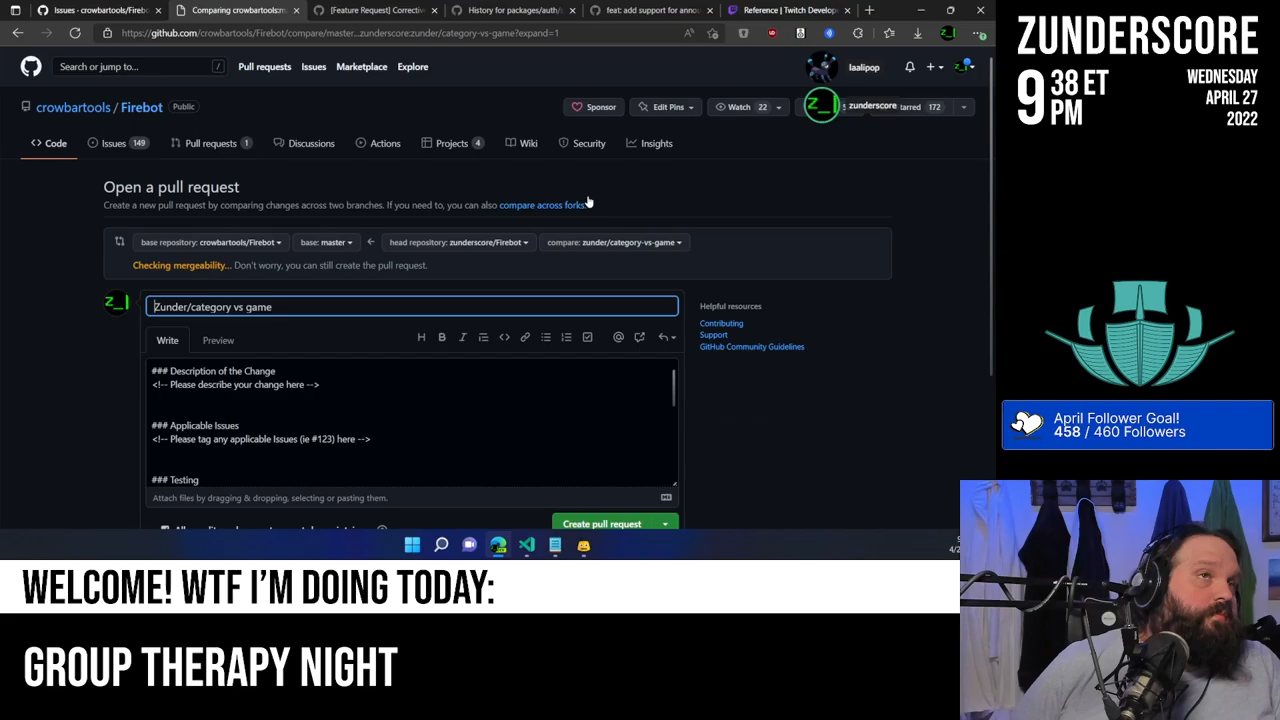 Issues - crowbartools/Firebo
Comparing crowbartools:ma
[Feature Request] Corrective
History for packages/auth/s
feat: add support for annou
Reference | Twitch Develope
https://github.com/crowbartools/Firebot/compare/master...zunderscore:zunder/category-vs-game?expand=1
Search or jump to...
/
Pull requests
Issues
Marketplace
Explore
laalipop
crowbartools / Firebot
Public
Sponsor
Edit Pins
Watch 22
zunderscore
tarred 172
Code
Issues 149
Pull requests 1
Discussions
Actions
Projects 4
Wiki
Security
Insights
Open a pull request
Create a new pull request by comparing changes across two branches. If you need to, you can also compare across forks.
base repository: crowbartools/Firebot
base: master
head repository: zunderscore/Firebot
compare: zunder/category-vs-game
Checking mergeability... Don't worry, you can still create the pull request.
Zunder/category vs game
Write
Preview
### Description of the Change
<!-- Please describe your change here -->
### Applicable Issues
<!-- Please tag any applicable Issues (ie #123) here -->
### Testing
Attach files by dragging & dropping, selecting or pasting them.
Create pull request
Helpful resources
Contributing
Support
GitHub Community Guidelines
ZUNDERSCORE
9 38 ET
PM
WEDNESDAY
APRIL 27
2022
April Follower Goal!
458 / 460 Followers
WELCOME! WTF I'M DOING TODAY:
GROUP THERAPY NIGHT